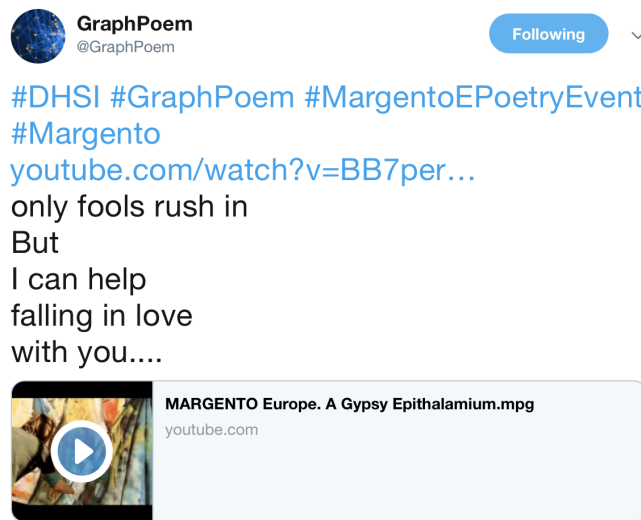 GraphPoem
@GraphPoem
Following
#DHSI #GraphPoem #MargentoEPoetryEvent
#Margento
youtube.com/watch?v=BB7per…
only fools rush in
But
I can help
falling in love
with you....
MARGENTO Europe. A Gypsy Epithalamium.mpg
youtube.com